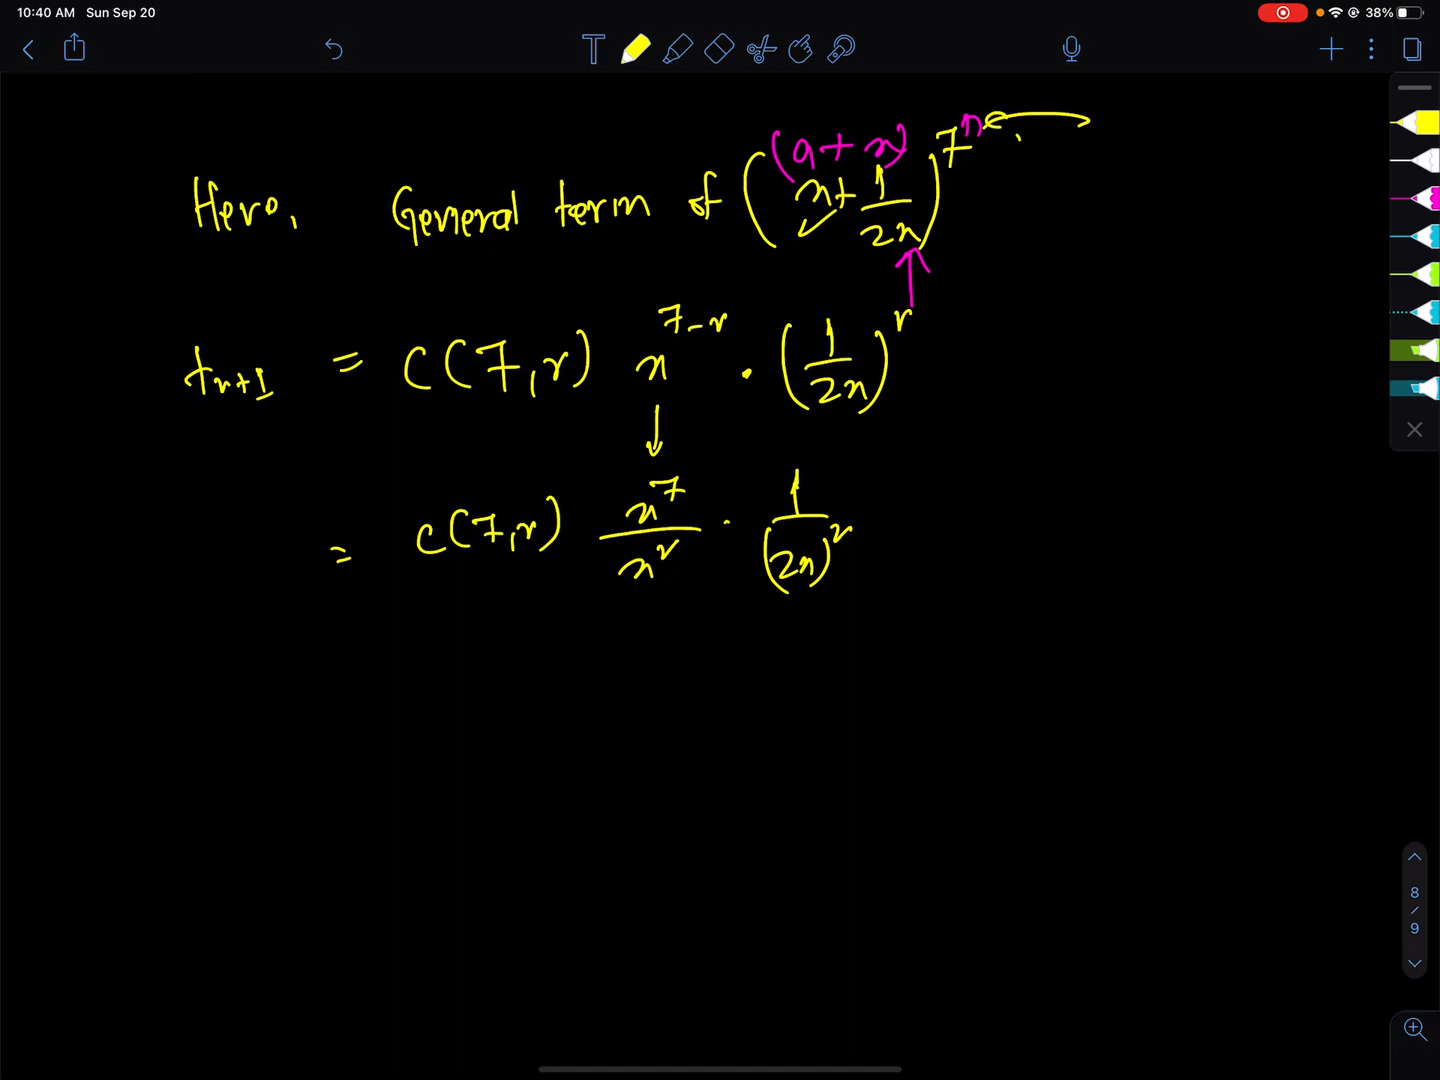 10:40 AM Sun Sep 20
38%
(a + x)^n
Here, General term of (x + 1/2x)^7
t_{r+1} = C(7,r) x^{7-r} · (1/2x)^r
= C(7,r) x^7/x^r · 1/(2x)^r
8
/
9